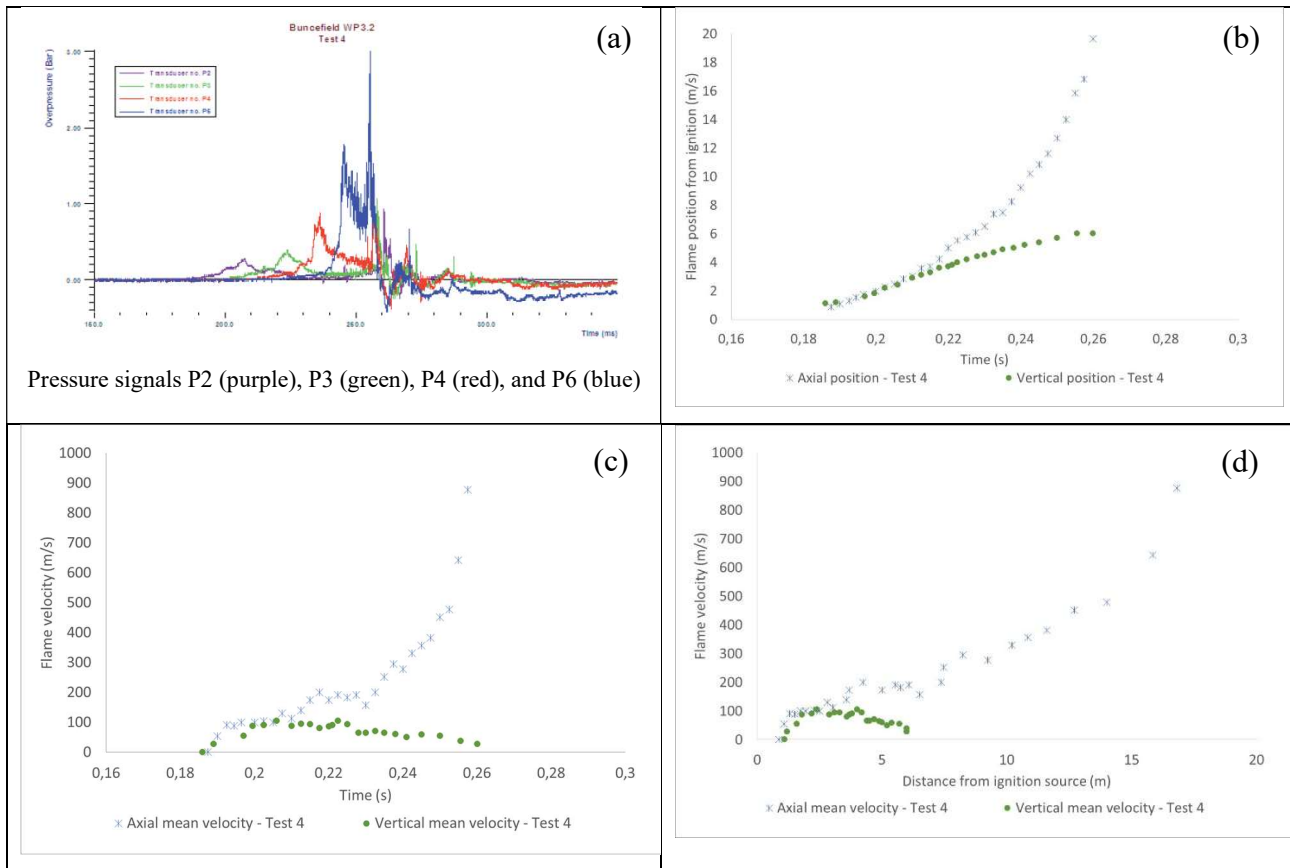 Buncefield WP3.2
Test 4
(a)
Overpressure (Bar)
3.00
2.00
1.00
0.00
Transducer no. P2
Transducer no. P3
Transducer no. P4
Transducer no. P6
150.0
200.0
250.0
300.0
Time (ms)
Pressure signals P2 (purple), P3 (green), P4 (red), and P6 (blue)
(b)
Flame position from ignition (m/s)
20
18
16
14
12
10
8
6
4
2
0
0,16
0,18
0,2
0,22
0,24
0,26
0,28
0,3
Time (s)
Axial position - Test 4
Vertical position - Test 4
(c)
Flame velocity (m/s)
1000
900
800
700
600
500
400
300
200
100
0
0,16
0,18
0,2
0,22
0,24
0,26
0,28
0,3
Time (s)
Axial mean velocity - Test 4
Vertical mean velocity - Test 4
(d)
Flame velocity (m/s)
1000
900
800
700
600
500
400
300
200
100
0
0
5
10
15
20
Distance from ignition source (m)
Axial mean velocity - Test 4
Vertical mean velocity - Test 4